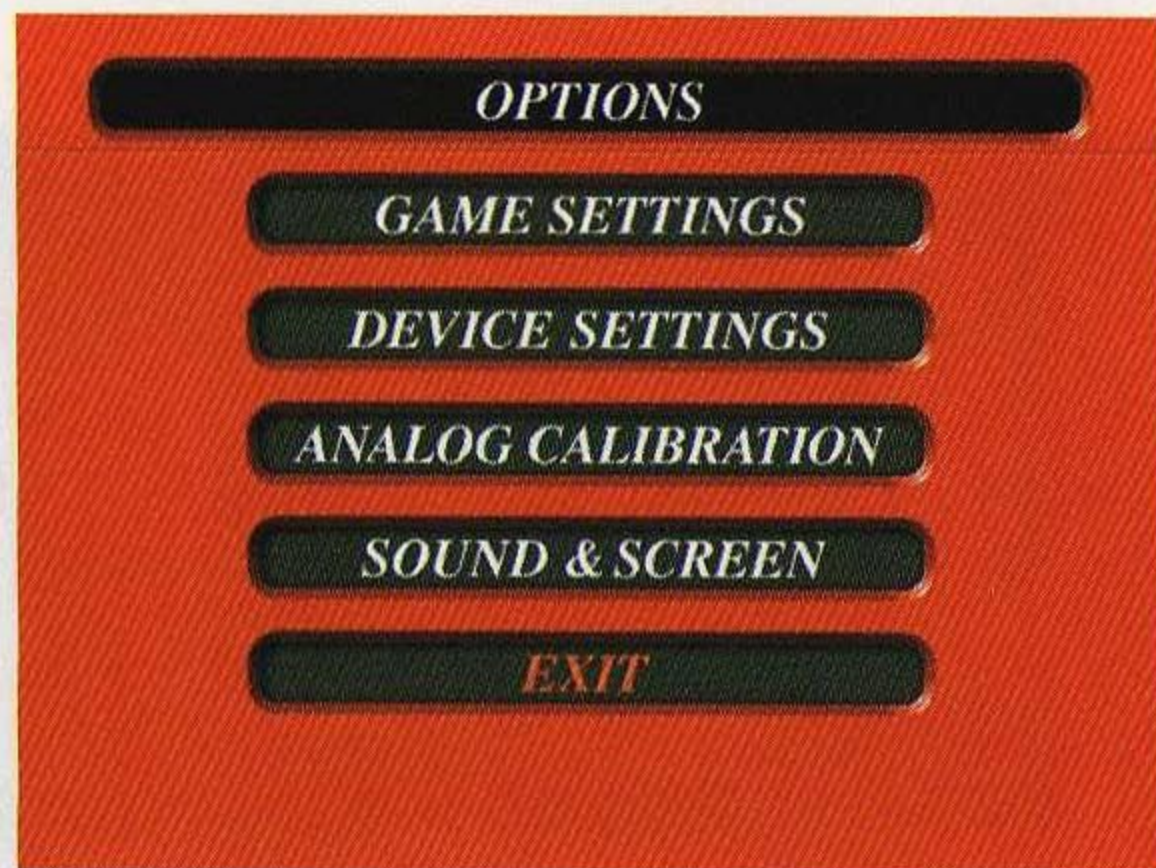 OPTIONS
GAME SETTINGS
DEVICE SETTINGS
ANALOG CALIBRATION
SOUND & SCREEN
EXIT